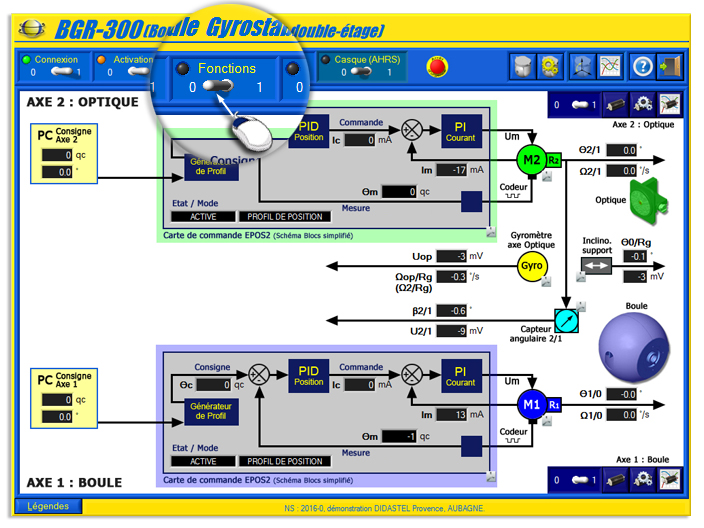 BGR-300 (Boule Gyrostab double-étage)
Connexion
0 1
Activation
0 1
Fonctions
0 1
0
Casque (AHRS)
0 1
AXE 2 : OPTIQUE
0 1
Axe 2 : Optique
PC Consigne
Axe 2
0 qc
0.0 °
Consigne
Générateur
de Profil
PID
Position
Commande
Ic 0 mA
PI
Courant
Um
M2
R2
Im -17 mA
Codeur
Θm 0 qc
Mesure
Etat / Mode
ACTIVE
PROFIL DE POSITION
Carte de commande EPOS2 (Schéma Blocs simplifié)
Θ2/1 0.0 °
Ω2/1 0.0 °/s
Optique
Gyromètre
axe Optique
Gyro
Uop -3 mV
Ωop/Rg -0.3 °/s
(Ω2/Rg)
Inclino.
support
Θ0/Rg
-0.1 °
-3 mV
β2/1 -0.6 °
U2/1 -9 mV
Capteur
angulaire 2/1
Boule
PC Consigne
Axe 1
0 qc
0.0 °
Consigne
Θc 0 qc
Générateur
de Profil
PID
Position
Commande
Ic 0 mA
PI
Courant
Um
M1
R1
Im 13 mA
Codeur
Θm -1 qc
Mesure
Etat / Mode
ACTIVE
PROFIL DE POSITION
Carte de commande EPOS2 (Schéma Blocs simplifié)
Θ1/0 -0.0 °
Ω1/0 0.0 °/s
Axe 1 : Boule
0 1
AXE 1 : BOULE
Légendes
NS : 2016-0, démonstration DIDASTEL Provence, AUBAGNE.